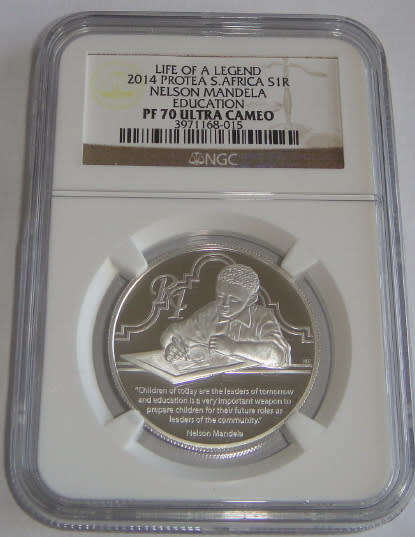 LIFE OF A LEGEND
2014 PROTEA S.AFRICA S1R
NELSON MANDELA
EDUCATION
PF 70 ULTRA CAMEO
3971168-015
NGC
R1
"Children of today are the leaders of tomorrow
and education is a very important weapon to
prepare children for their future roles as
leaders of the community."
Nelson Mandela